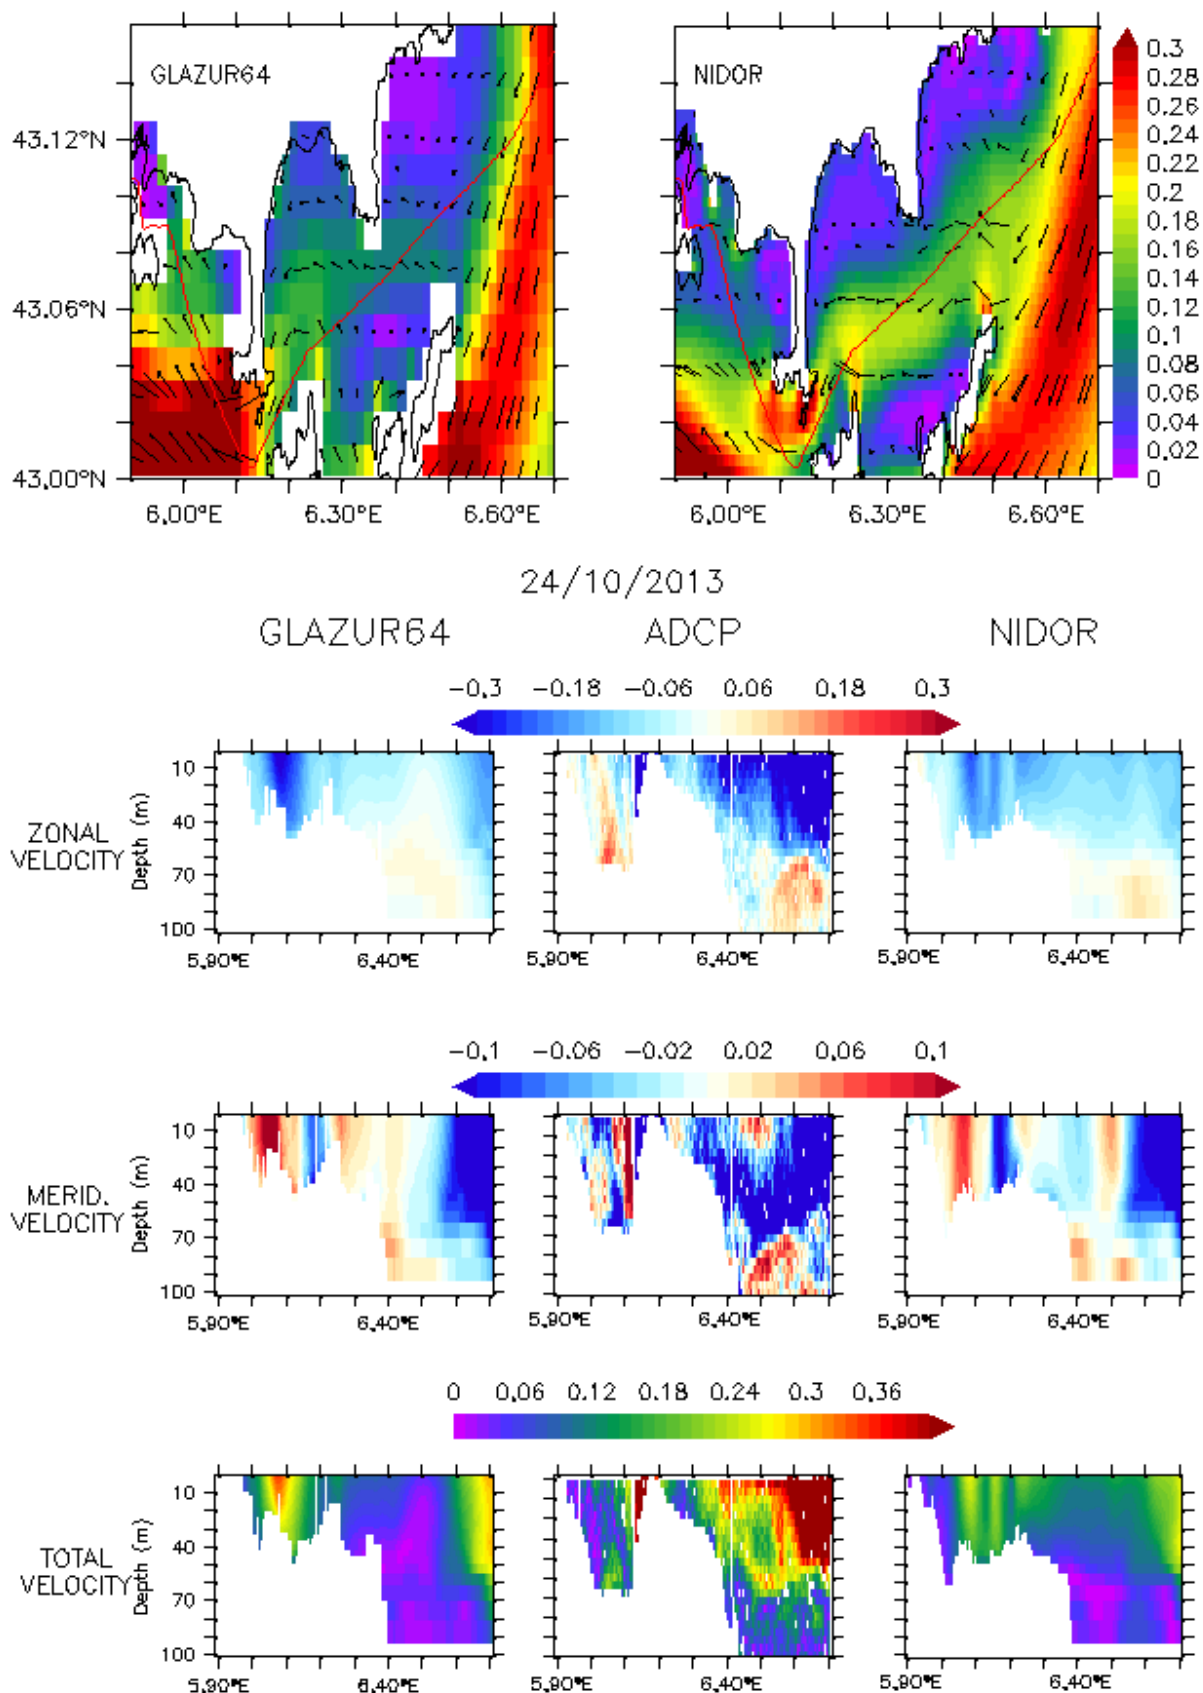 GLAZUR64
NIDOR
43.12°N
43.06°N
43.00°N
6.00°E 6.30°E 6.60°E
6.00°E 6.30°E 6.60°E
0.3
0.28
0.26
0.24
0.22
0.2
0.18
0.16
0.14
0.12
0.1
0.08
0.06
0.04
0.02
0
24/10/2013
GLAZUR64 ADCP NIDOR
−0.3 −0.18 −0.06 0.06 0.18 0.3
ZONAL
VELOCITY
Depth (m)
10
40
70
100
5.90°E 6.40°E
5.90°E 6.40°E
5.90°E 6.40°E
−0.1 −0.06 −0.02 0.02 0.06 0.1
MERID.
VELOCITY
Depth (m)
10
40
70
100
5.90°E 6.40°E
5.90°E 6.40°E
5.90°E 6.40°E
0 0.06 0.12 0.18 0.24 0.3 0.36
TOTAL
VELOCITY
Depth (m)
10
40
70
100
5.90°E 6.40°E
5.90°E 6.40°E
5.90°E 6.40°E